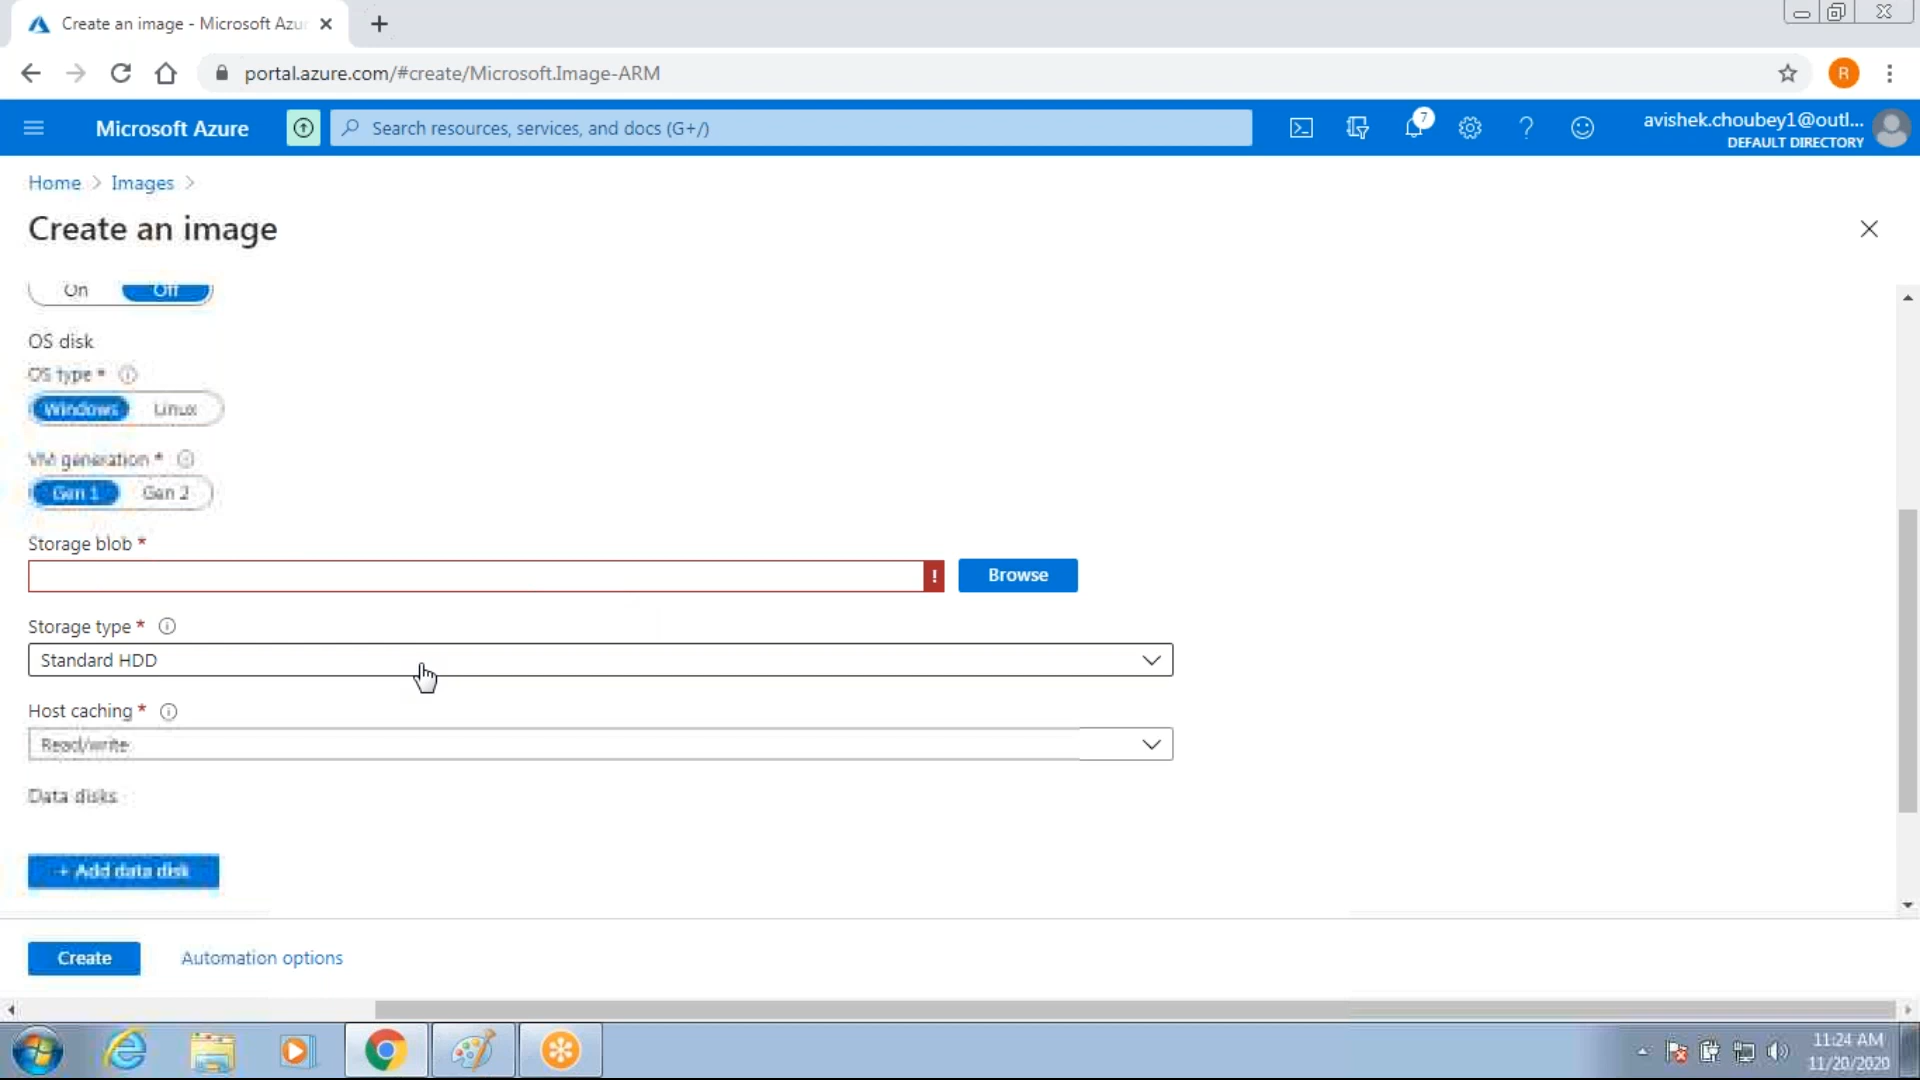 Create an image - Microsoft Azu
portal.azure.com/#create/Microsoft.Image-ARM
R
Microsoft Azure
Search resources, services, and docs (G+/)
7
avishek.choubey1@outl...
DEFAULT DIRECTORY
Home > Images >
Create an image
On Off
OS disk
OS type *
Windows Linux
VM generation *
Gen 1 Gen 2
Storage blob *
Browse
Storage type *
Standard HDD
Host caching *
Read/write
Data disks
+ Add data disk
Create Automation options
11:24 AM
11/20/2020